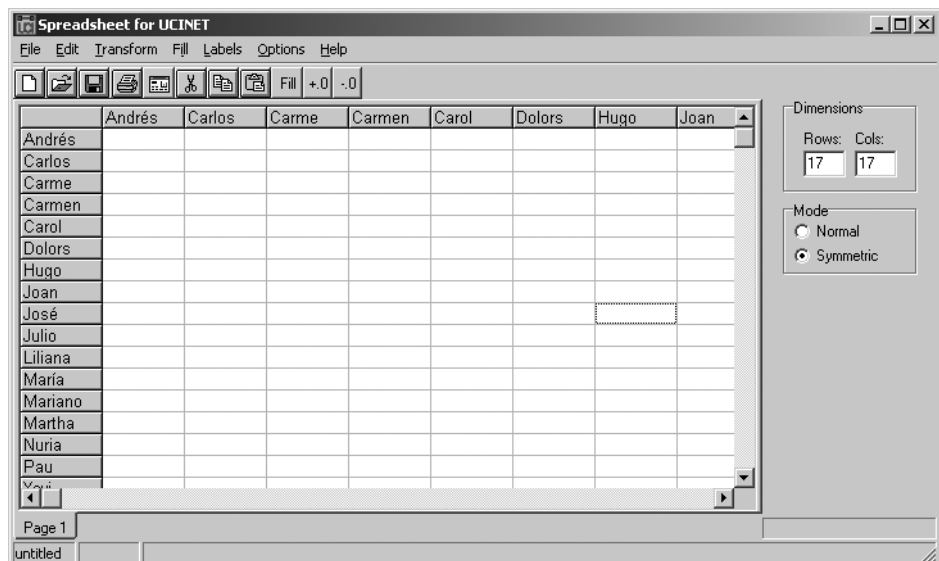 Spreadsheet for UCINET
File Edit Transform Fill Labels Options Help
Fill +.0 -.0
Andrés Carlos Carme Carmen Carol Dolors Hugo Joan
Andrés
Carlos
Carme
Carmen
Carol
Dolors
Hugo
Joan
José
Julio
Liliana
María
Mariano
Martha
Nuria
Pau
Dimensions
Rows: Cols:
17 17
Mode
Normal
Symmetric
Page 1
untitled